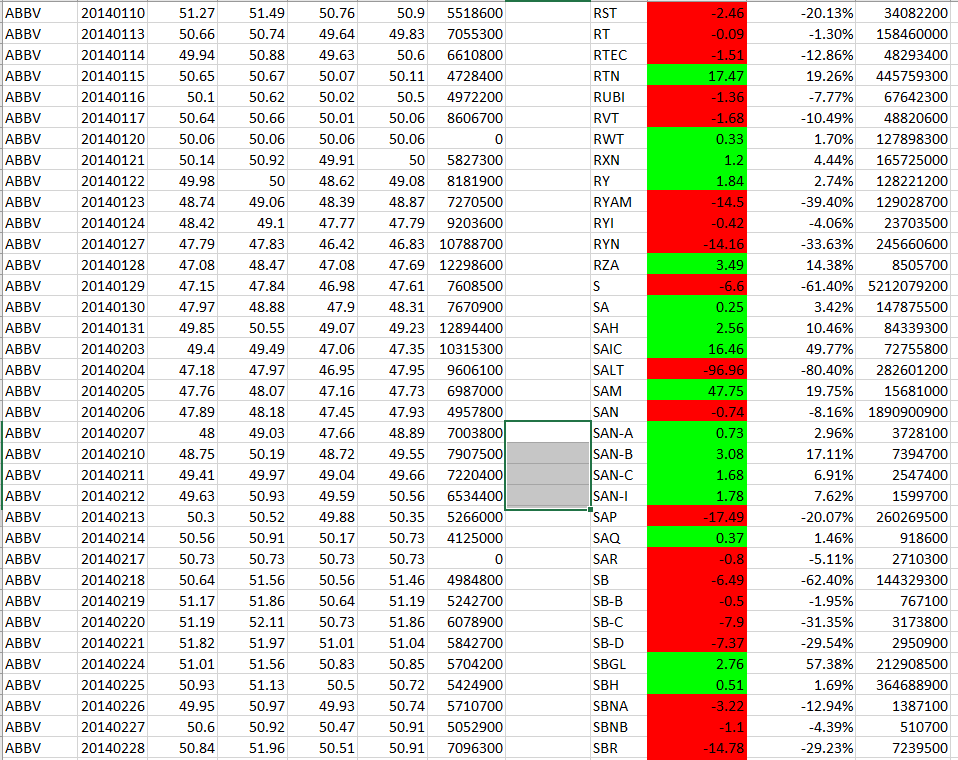 ABBV 20140110 51.27 51.49 50.76 50.9 5518600 RST -2.46 -20.13% 34082200
ABBV 20140113 50.66 50.74 49.64 49.83 7055300 RT -0.09 -1.30% 158460000
ABBV 20140114 49.94 50.88 49.63 50.6 6610800 RTEC -1.51 -12.86% 48293400
ABBV 20140115 50.65 50.67 50.07 50.11 4728400 RTN 17.47 19.26% 445759300
ABBV 20140116 50.1 50.62 50.02 50.5 4972200 RUBI -1.36 -7.77% 67642300
ABBV 20140117 50.64 50.66 50.01 50.06 8606700 RVT -1.68 -10.49% 48820600
ABBV 20140120 50.06 50.06 50.06 50.06 0 RWT 0.33 1.70% 127898300
ABBV 20140121 50.14 50.92 49.91 50 5827300 RXN 1.2 4.44% 165725000
ABBV 20140122 49.98 50 48.62 49.08 8181900 RY 1.84 2.74% 128221200
ABBV 20140123 48.74 49.06 48.39 48.87 7270500 RYAM -14.5 -39.40% 129028700
ABBV 20140124 48.42 49.1 47.77 47.79 9203600 RYI -0.42 -4.06% 23703500
ABBV 20140127 47.79 47.83 46.42 46.83 10788700 RYN -14.16 -33.63% 245660600
ABBV 20140128 47.08 48.47 47.08 47.69 12298600 RZA 3.49 14.38% 8505700
ABBV 20140129 47.15 47.84 46.98 47.61 7608500 S -6.6 -61.40% 5212079200
ABBV 20140130 47.97 48.88 47.9 48.31 7670900 SA 0.25 3.42% 147875500
ABBV 20140131 49.85 50.55 49.07 49.23 12894400 SAH 2.56 10.46% 84339300
ABBV 20140203 49.4 49.49 47.06 47.35 10315300 SAIC 16.46 49.77% 72755800
ABBV 20140204 47.18 47.97 46.95 47.95 9606100 SALT -96.96 -80.40% 282601200
ABBV 20140205 47.76 48.07 47.16 47.73 6987000 SAM 47.75 19.75% 15681000
ABBV 20140206 47.89 48.18 47.45 47.93 4957800 SAN -0.74 -8.16% 1890900900
ABBV 20140207 48 49.03 47.66 48.89 7003800 SAN-A 0.73 2.96% 3728100
ABBV 20140210 48.75 50.19 48.72 49.55 7907500 SAN-B 3.08 17.11% 7394700
ABBV 20140211 49.41 49.97 49.04 49.66 7220400 SAN-C 1.68 6.91% 2547400
ABBV 20140212 49.63 50.93 49.59 50.56 6534400 SAN-I 1.78 7.62% 1599700
ABBV 20140213 50.3 50.52 49.88 50.35 5266000 SAP -17.49 -20.07% 260269500
ABBV 20140214 50.56 50.91 50.17 50.73 4125000 SAQ 0.37 1.46% 918600
ABBV 20140217 50.73 50.73 50.73 50.73 0 SAR -0.8 -5.11% 2710300
ABBV 20140218 50.64 51.56 50.56 51.46 4984800 SB -6.49 -62.40% 144329300
ABBV 20140219 51.17 51.86 50.64 51.19 5242700 SB-B -0.5 -1.95% 767100
ABBV 20140220 51.19 52.11 50.73 51.86 6078900 SB-C -7.9 -31.35% 3173800
ABBV 20140221 51.82 51.97 51.01 51.04 5842700 SB-D -7.37 -29.54% 2950900
ABBV 20140224 51.01 51.56 50.83 50.85 5704200 SBGL 2.76 57.38% 212908500
ABBV 20140225 50.93 51.13 50.5 50.72 5424900 SBH 0.51 1.69% 364688900
ABBV 20140226 49.95 50.97 49.93 50.74 5710700 SBNA -3.22 -12.94% 1387100
ABBV 20140227 50.6 50.92 50.47 50.91 5052900 SBNB -1.1 -4.39% 510700
ABBV 20140228 50.84 51.96 50.51 50.91 7096300 SBR -14.78 -29.23% 7239500